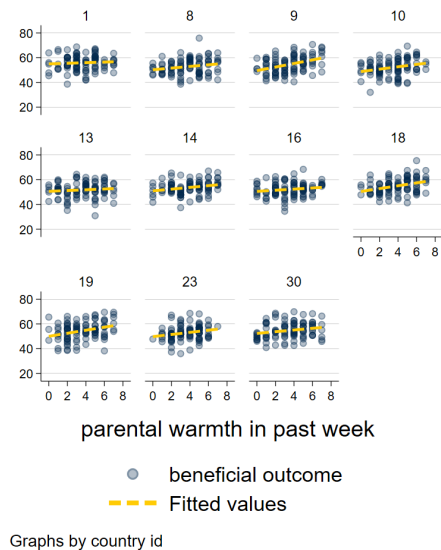 1 8 9 10
80
60
40
20
13 14 16 18
80
60
40
20
0 2 4 6 8
19 23 30
80
60
40
20
0 2 4 6 8 0 2 4 6 8 0 2 4 6 8
parental warmth in past week
beneficial outcome
Fitted values
Graphs by country id